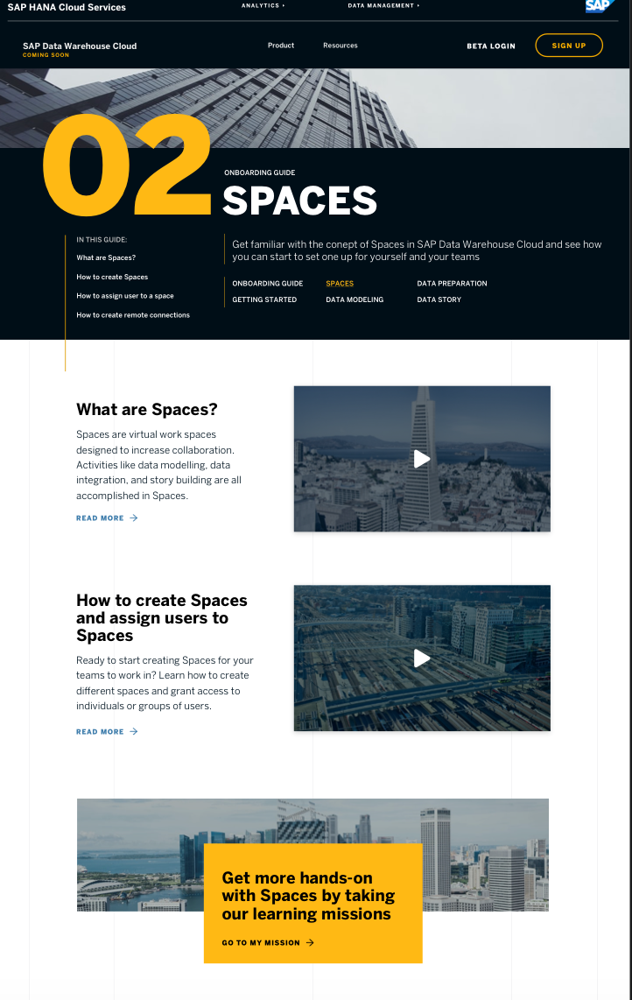 SAP HANA Cloud Services
ANALYTICS
DATA MANAGEMENT
SAP
SAP Data Warehouse Cloud
COMING SOON
Product
Resources
BETA LOGIN
SIGN UP
02
ONBOARDING GUIDE
SPACES
IN THIS GUIDE:
What are Spaces?
How to create Spaces
How to assign user to a space
How to create remote connections
Get familiar with the conept of Spaces in SAP Data Warehouse Cloud and see how
you can start to set one up for yourself and your teams
ONBOARDING GUIDE
SPACES
DATA PREPARATION
GETTING STARTED
DATA MODELING
DATA STORY
What are Spaces?
Spaces are virtual work spaces
designed to increase collaboration.
Activities like data modelling, data
integration, and story building are all
accomplished in Spaces.
READ MORE
How to create Spaces
and assign users to
Spaces
Ready to start creating Spaces for your
teams to work in? Learn how to create
different spaces and grant access to
individuals or groups of users.
READ MORE
Get more hands-on
with Spaces by taking
our learning missions
GO TO MY MISSION